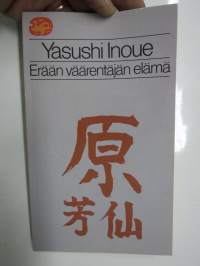 Yasushi Inoue
Erään väärentäjän elämä
原
芳仙